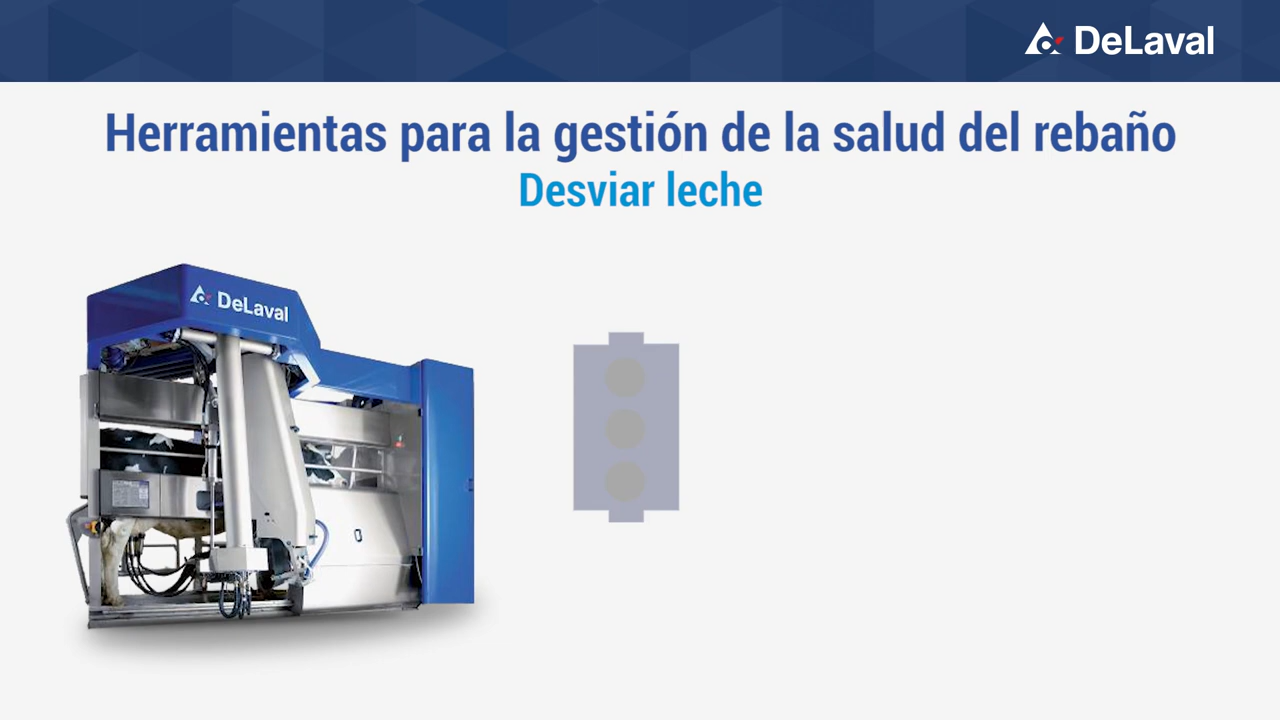 DeLaval
Herramientas para la gestión de la salud del rebaño
Desviar leche
DeLaval